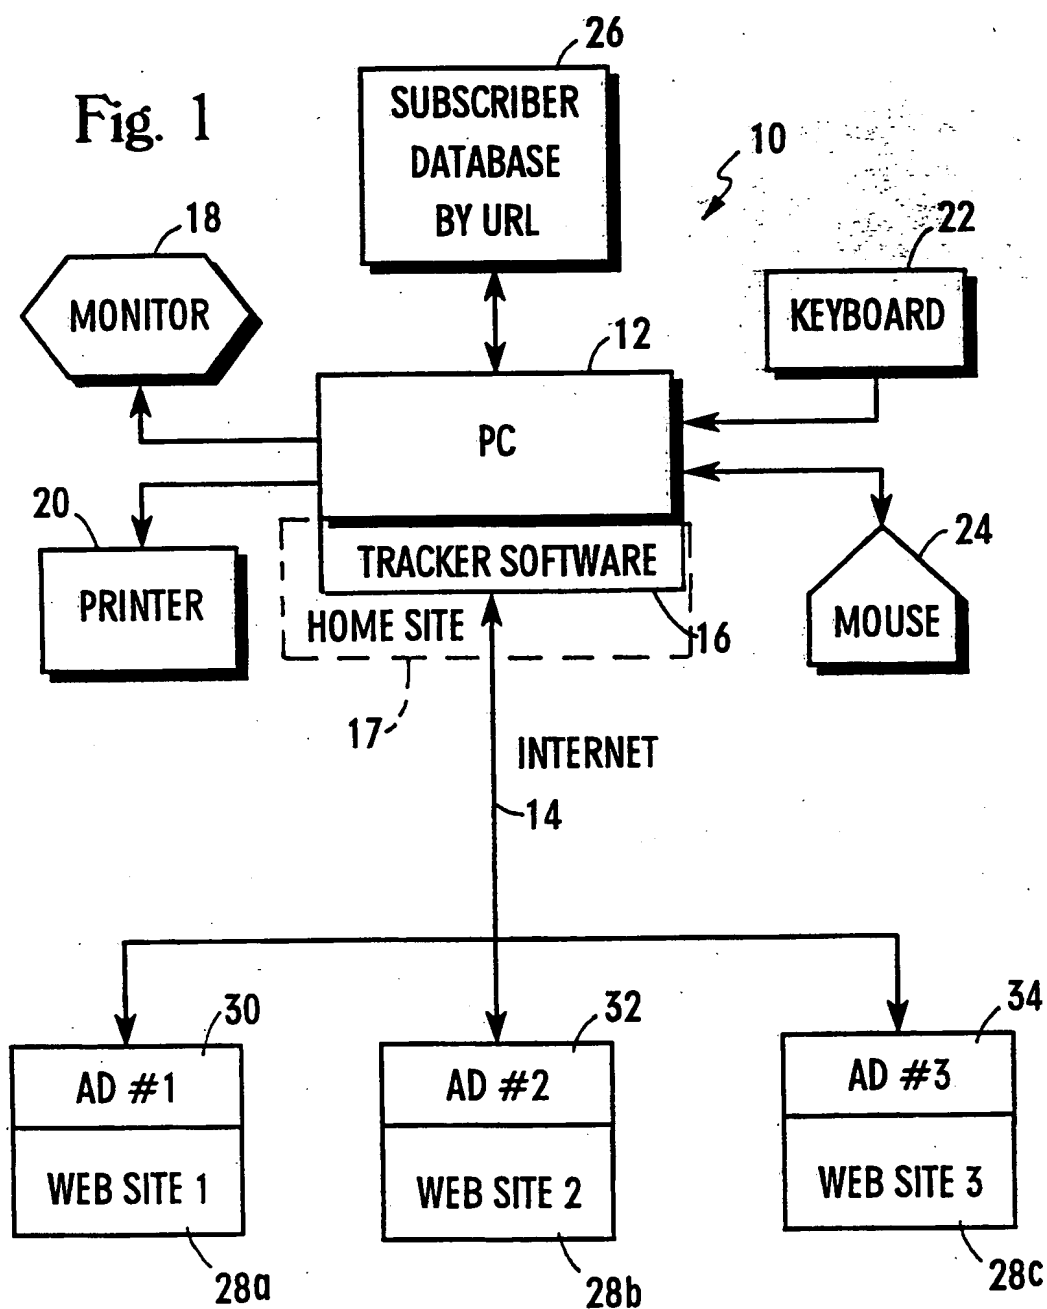 Fig. 1
26
SUBSCRIBER
DATABASE
BY URL
10
18
MONITOR
22
KEYBOARD
12
PC
20
PRINTER
TRACKER SOFTWARE
HOME SITE
16
17
24
MOUSE
INTERNET
14
30
AD #1
WEB SITE 1
28a
32
AD #2
WEB SITE 2
28b
34
AD #3
WEB SITE 3
28c